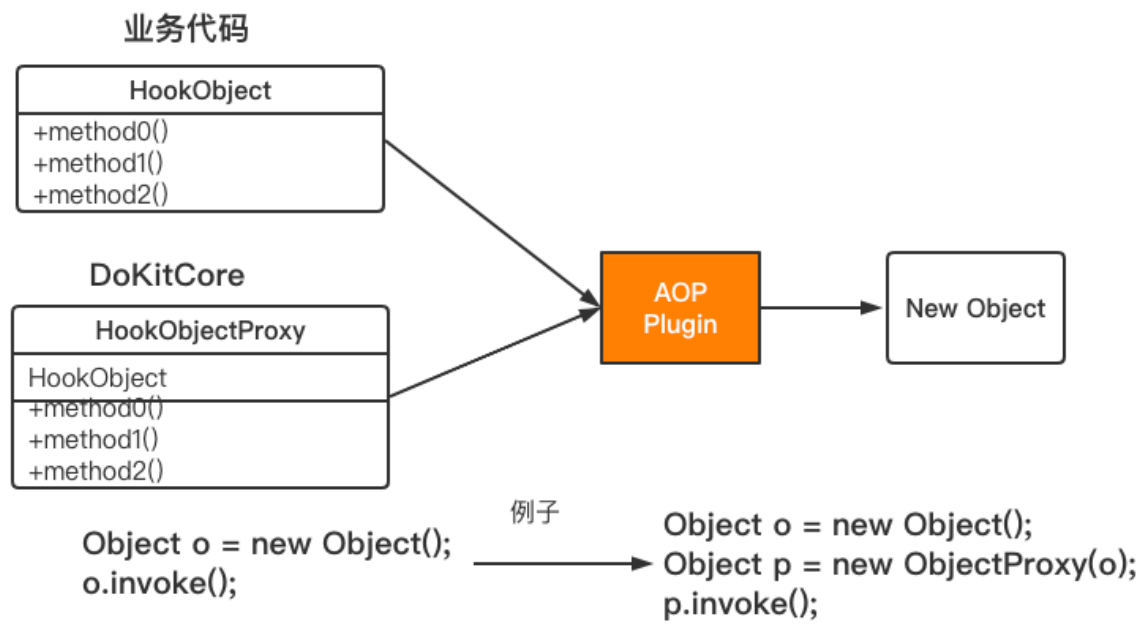 业务代码
HookObject
+method0()
+method1()
+method2()
DoKitCore
HookObjectProxy
HookObject
+method0()
+method1()
+method2()
AOP
Plugin
New Object
Object o = new Object();
o.invoke();
例子
Object o = new Object();
Object p = new ObjectProxy(o);
p.invoke();